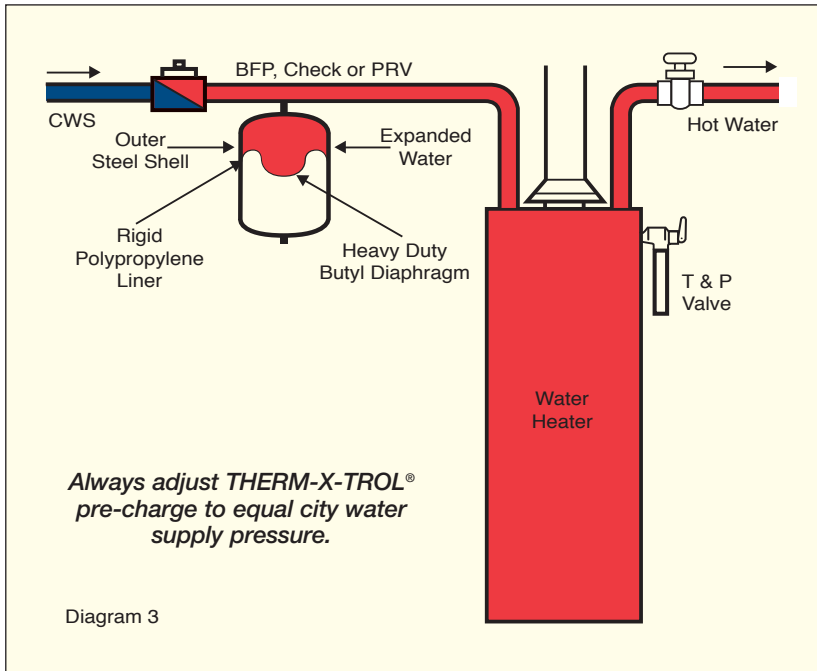 BFP, Check or PRV
CWS
Hot Water
Outer
Steel Shell
Expanded
Water
Rigid
Polypropylene
Liner
Heavy Duty
Butyl Diaphragm
T & P
Valve
Water
Heater
Always adjust THERM-X-TROL®
pre-charge to equal city water
supply pressure.
Diagram 3